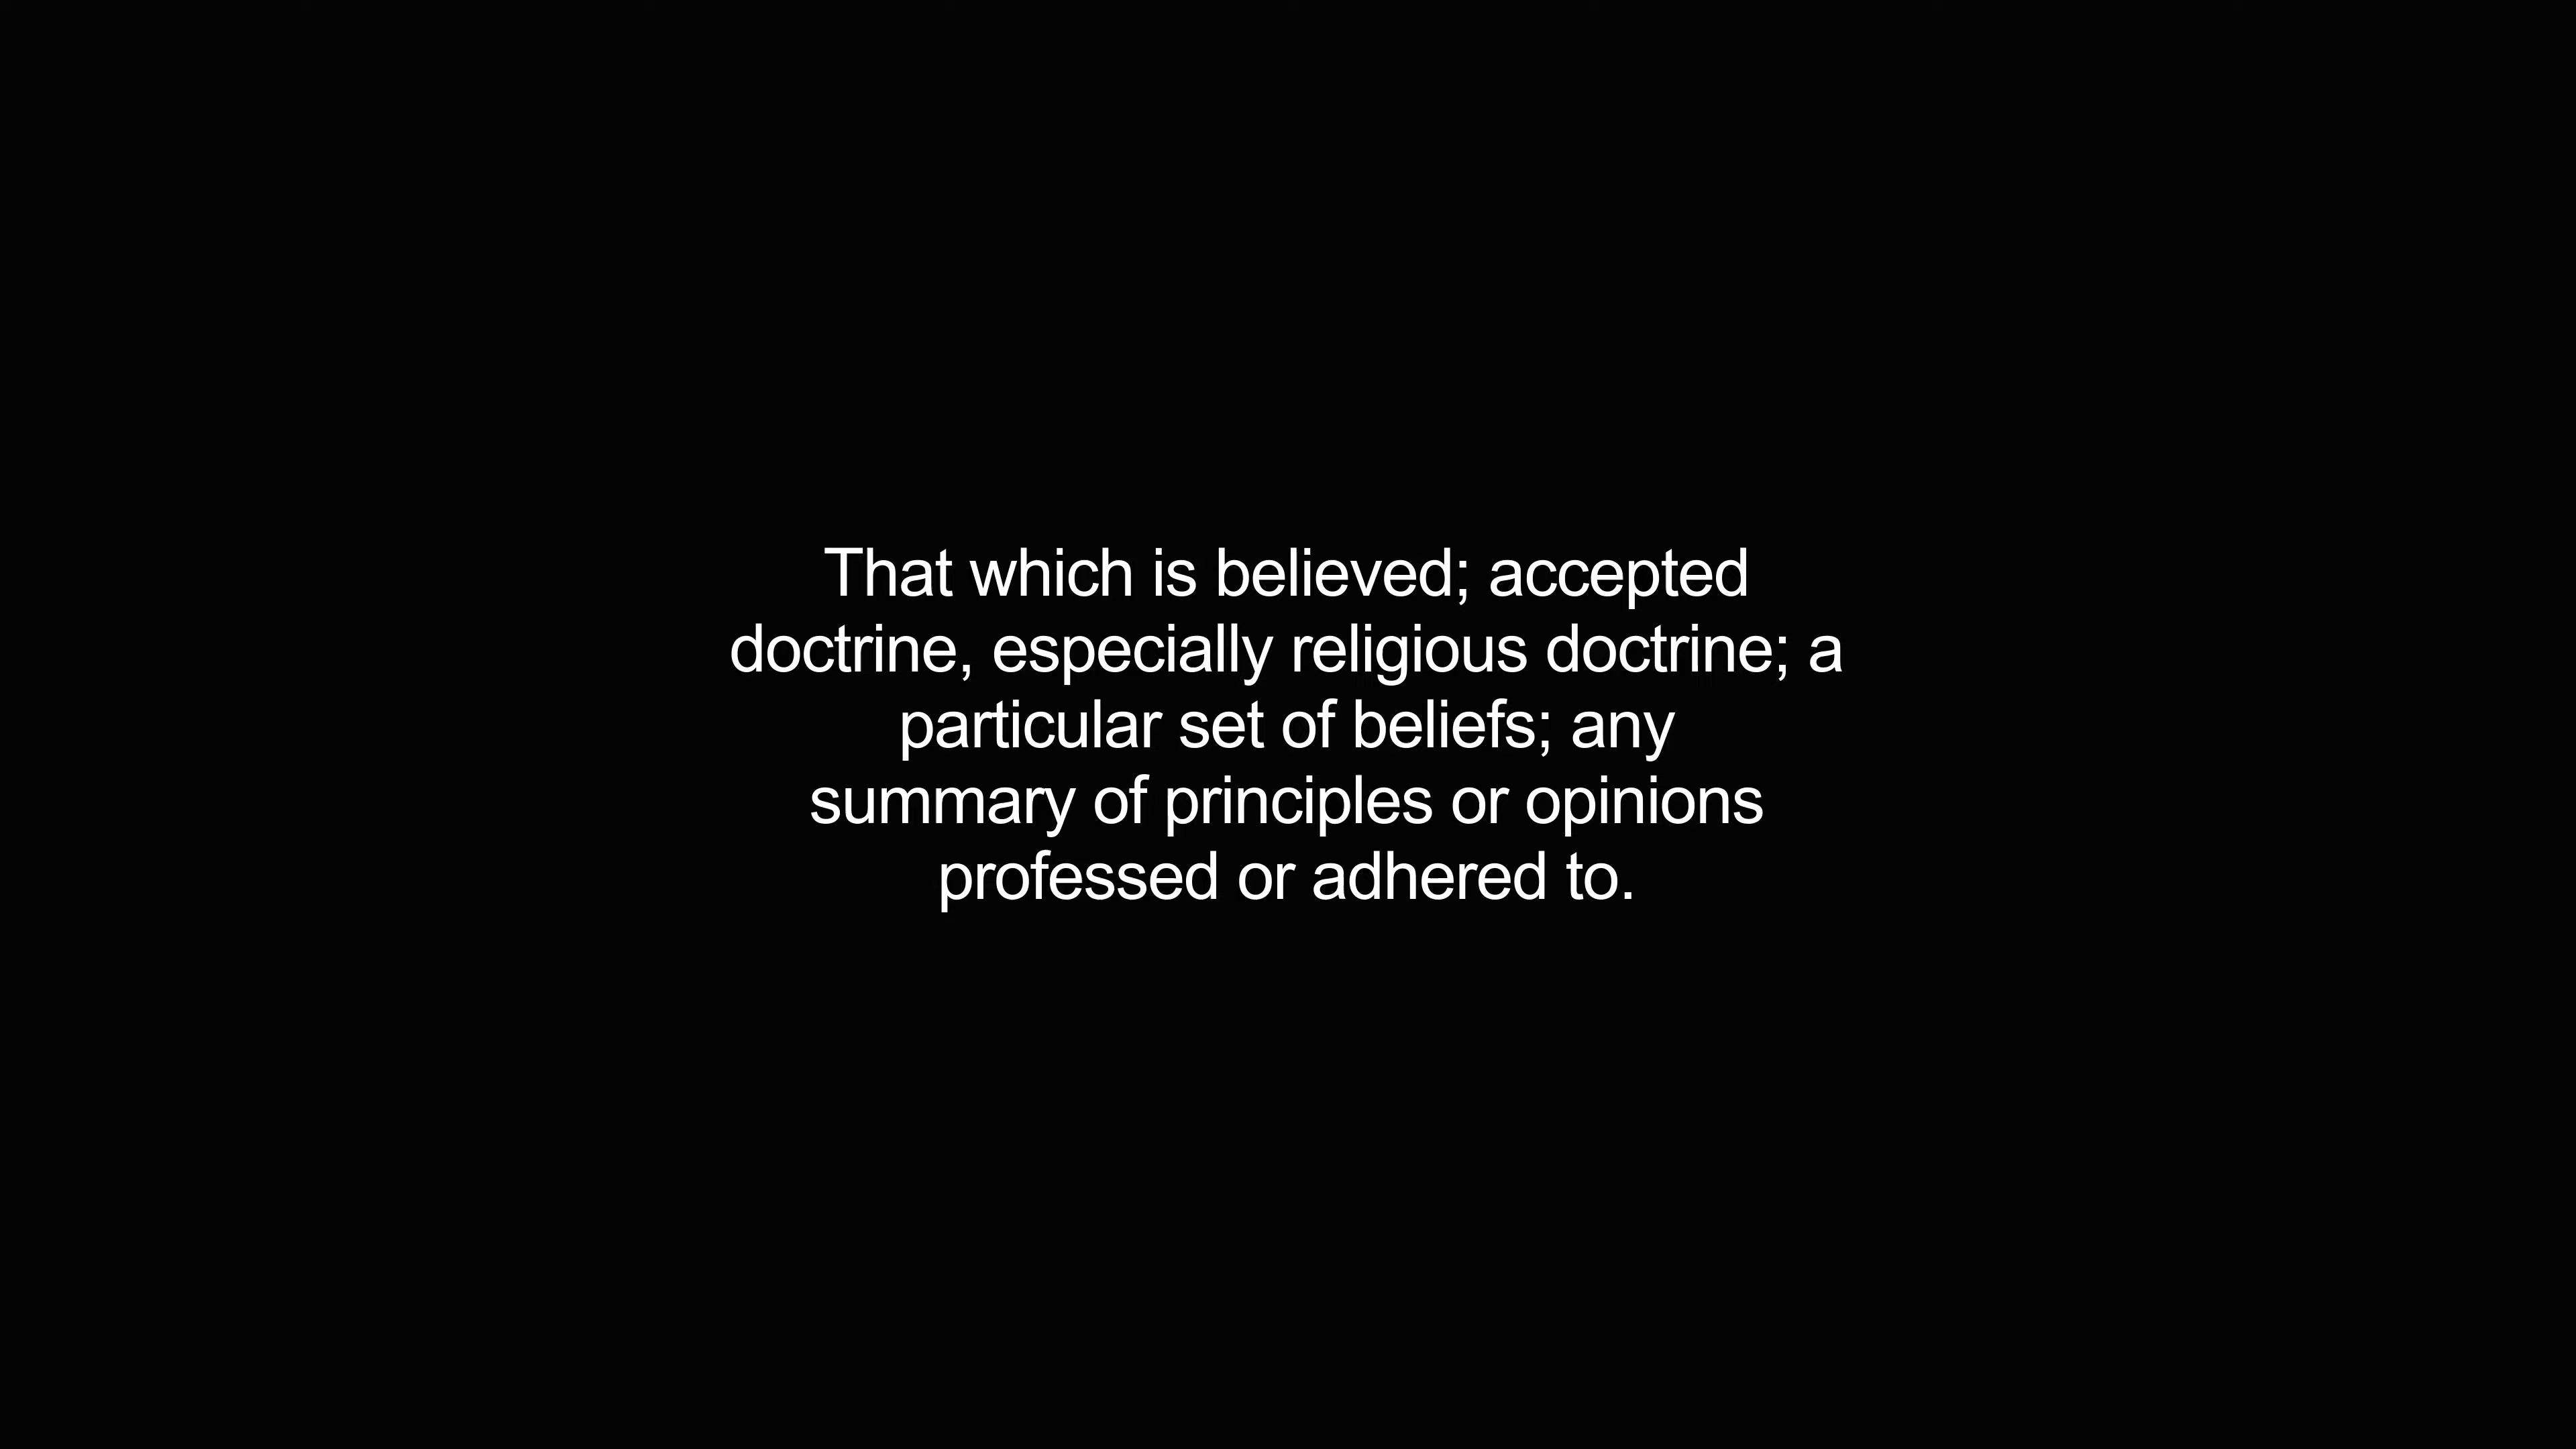 That which is believed; accepted
doctrine, especially religious doctrine; a
particular set of beliefs; any
summary of principles or opinions
professed or adhered to.